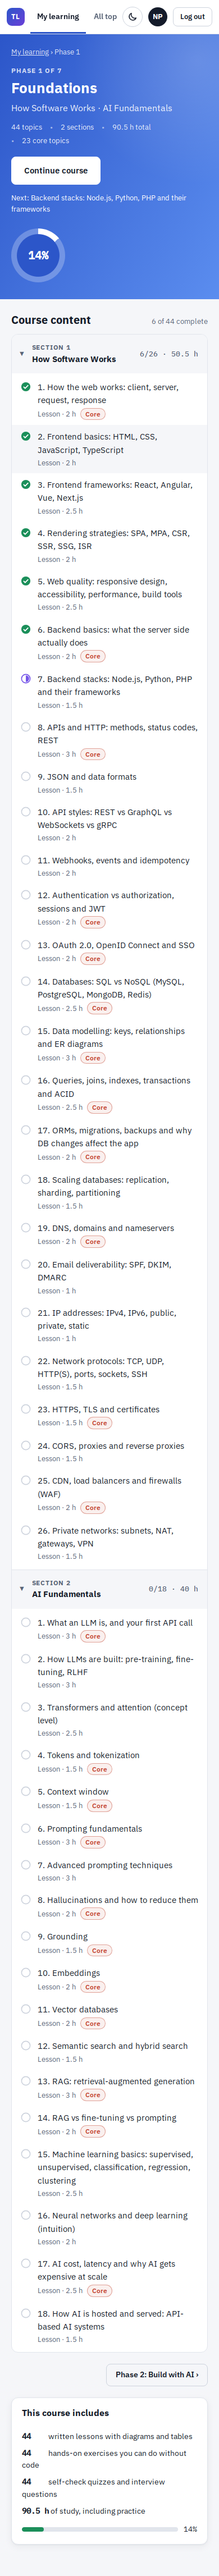 TL My learning All top NP Log out
My learning › Phase 1
PHASE 1 OF 7
Foundations
How Software Works · AI Fundamentals
44 topics • 2 sections • 90.5 h total
• 23 core topics
Continue course
Next: Backend stacks: Node.js, Python, PHP and their
frameworks
14%
Course content 6 of 44 complete
SECTION 1
▼ How Software Works 6/26 · 50.5 h
1. How the web works: client, server,
request, response
Lesson · 2 h Core
2. Frontend basics: HTML, CSS,
JavaScript, TypeScript
Lesson · 2 h
3. Frontend frameworks: React, Angular,
Vue, Next.js
Lesson · 2.5 h
4. Rendering strategies: SPA, MPA, CSR,
SSR, SSG, ISR
Lesson · 2 h
5. Web quality: responsive design,
accessibility, performance, build tools
Lesson · 2.5 h
6. Backend basics: what the server side
actually does
Lesson · 2 h Core
7. Backend stacks: Node.js, Python, PHP
and their frameworks
Lesson · 1.5 h
8. APIs and HTTP: methods, status codes,
REST
Lesson · 3 h Core
9. JSON and data formats
Lesson · 1.5 h
10. API styles: REST vs GraphQL vs
WebSockets vs gRPC
Lesson · 2 h
11. Webhooks, events and idempotency
Lesson · 2 h
12. Authentication vs authorization,
sessions and JWT
Lesson · 2 h Core
13. OAuth 2.0, OpenID Connect and SSO
Lesson · 2 h Core
14. Databases: SQL vs NoSQL (MySQL,
PostgreSQL, MongoDB, Redis)
Lesson · 2.5 h Core
15. Data modelling: keys, relationships
and ER diagrams
Lesson · 3 h Core
16. Queries, joins, indexes, transactions
and ACID
Lesson · 2.5 h Core
17. ORMs, migrations, backups and why
DB changes affect the app
Lesson · 2 h Core
18. Scaling databases: replication,
sharding, partitioning
Lesson · 1.5 h
19. DNS, domains and nameservers
Lesson · 2 h Core
20. Email deliverability: SPF, DKIM,
DMARC
Lesson · 1 h
21. IP addresses: IPv4, IPv6, public,
private, static
Lesson · 1 h
22. Network protocols: TCP, UDP,
HTTP(S), ports, sockets, SSH
Lesson · 1.5 h
23. HTTPS, TLS and certificates
Lesson · 1.5 h Core
24. CORS, proxies and reverse proxies
Lesson · 1.5 h
25. CDN, load balancers and firewalls
(WAF)
Lesson · 2 h Core
26. Private networks: subnets, NAT,
gateways, VPN
Lesson · 1.5 h
SECTION 2
▼ AI Fundamentals 0/18 · 40 h
1. What an LLM is, and your first API call
Lesson · 3 h Core
2. How LLMs are built: pre-training, fine-
tuning, RLHF
Lesson · 3 h
3. Transformers and attention (concept
level)
Lesson · 2.5 h
4. Tokens and tokenization
Lesson · 1.5 h Core
5. Context window
Lesson · 1.5 h Core
6. Prompting fundamentals
Lesson · 3 h Core
7. Advanced prompting techniques
Lesson · 3 h
8. Hallucinations and how to reduce them
Lesson · 2 h Core
9. Grounding
Lesson · 1.5 h Core
10. Embeddings
Lesson · 2 h Core
11. Vector databases
Lesson · 2 h Core
12. Semantic search and hybrid search
Lesson · 1.5 h
13. RAG: retrieval-augmented generation
Lesson · 3 h Core
14. RAG vs fine-tuning vs prompting
Lesson · 2 h Core
15. Machine learning basics: supervised,
unsupervised, classification, regression,
clustering
Lesson · 2.5 h
16. Neural networks and deep learning
(intuition)
Lesson · 2 h
17. AI cost, latency and why AI gets
expensive at scale
Lesson · 2.5 h Core
18. How AI is hosted and served: API-
based AI systems
Lesson · 1.5 h
Phase 2: Build with AI ›
This course includes
44 written lessons with diagrams and tables
44 hands-on exercises you can do without
code
44 self-check quizzes and interview
questions
90.5 h of study, including practice
14%